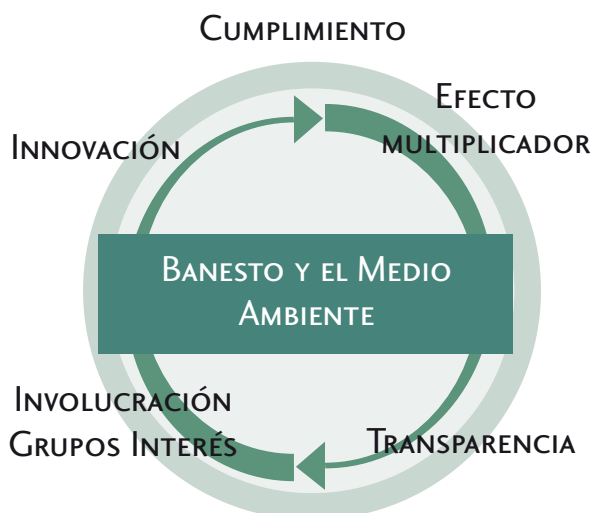 Cumplimiento
Efecto
multiplicador
Innovación
Banesto y el Medio
Ambiente
Involucración
Grupos Interés
Transparencia